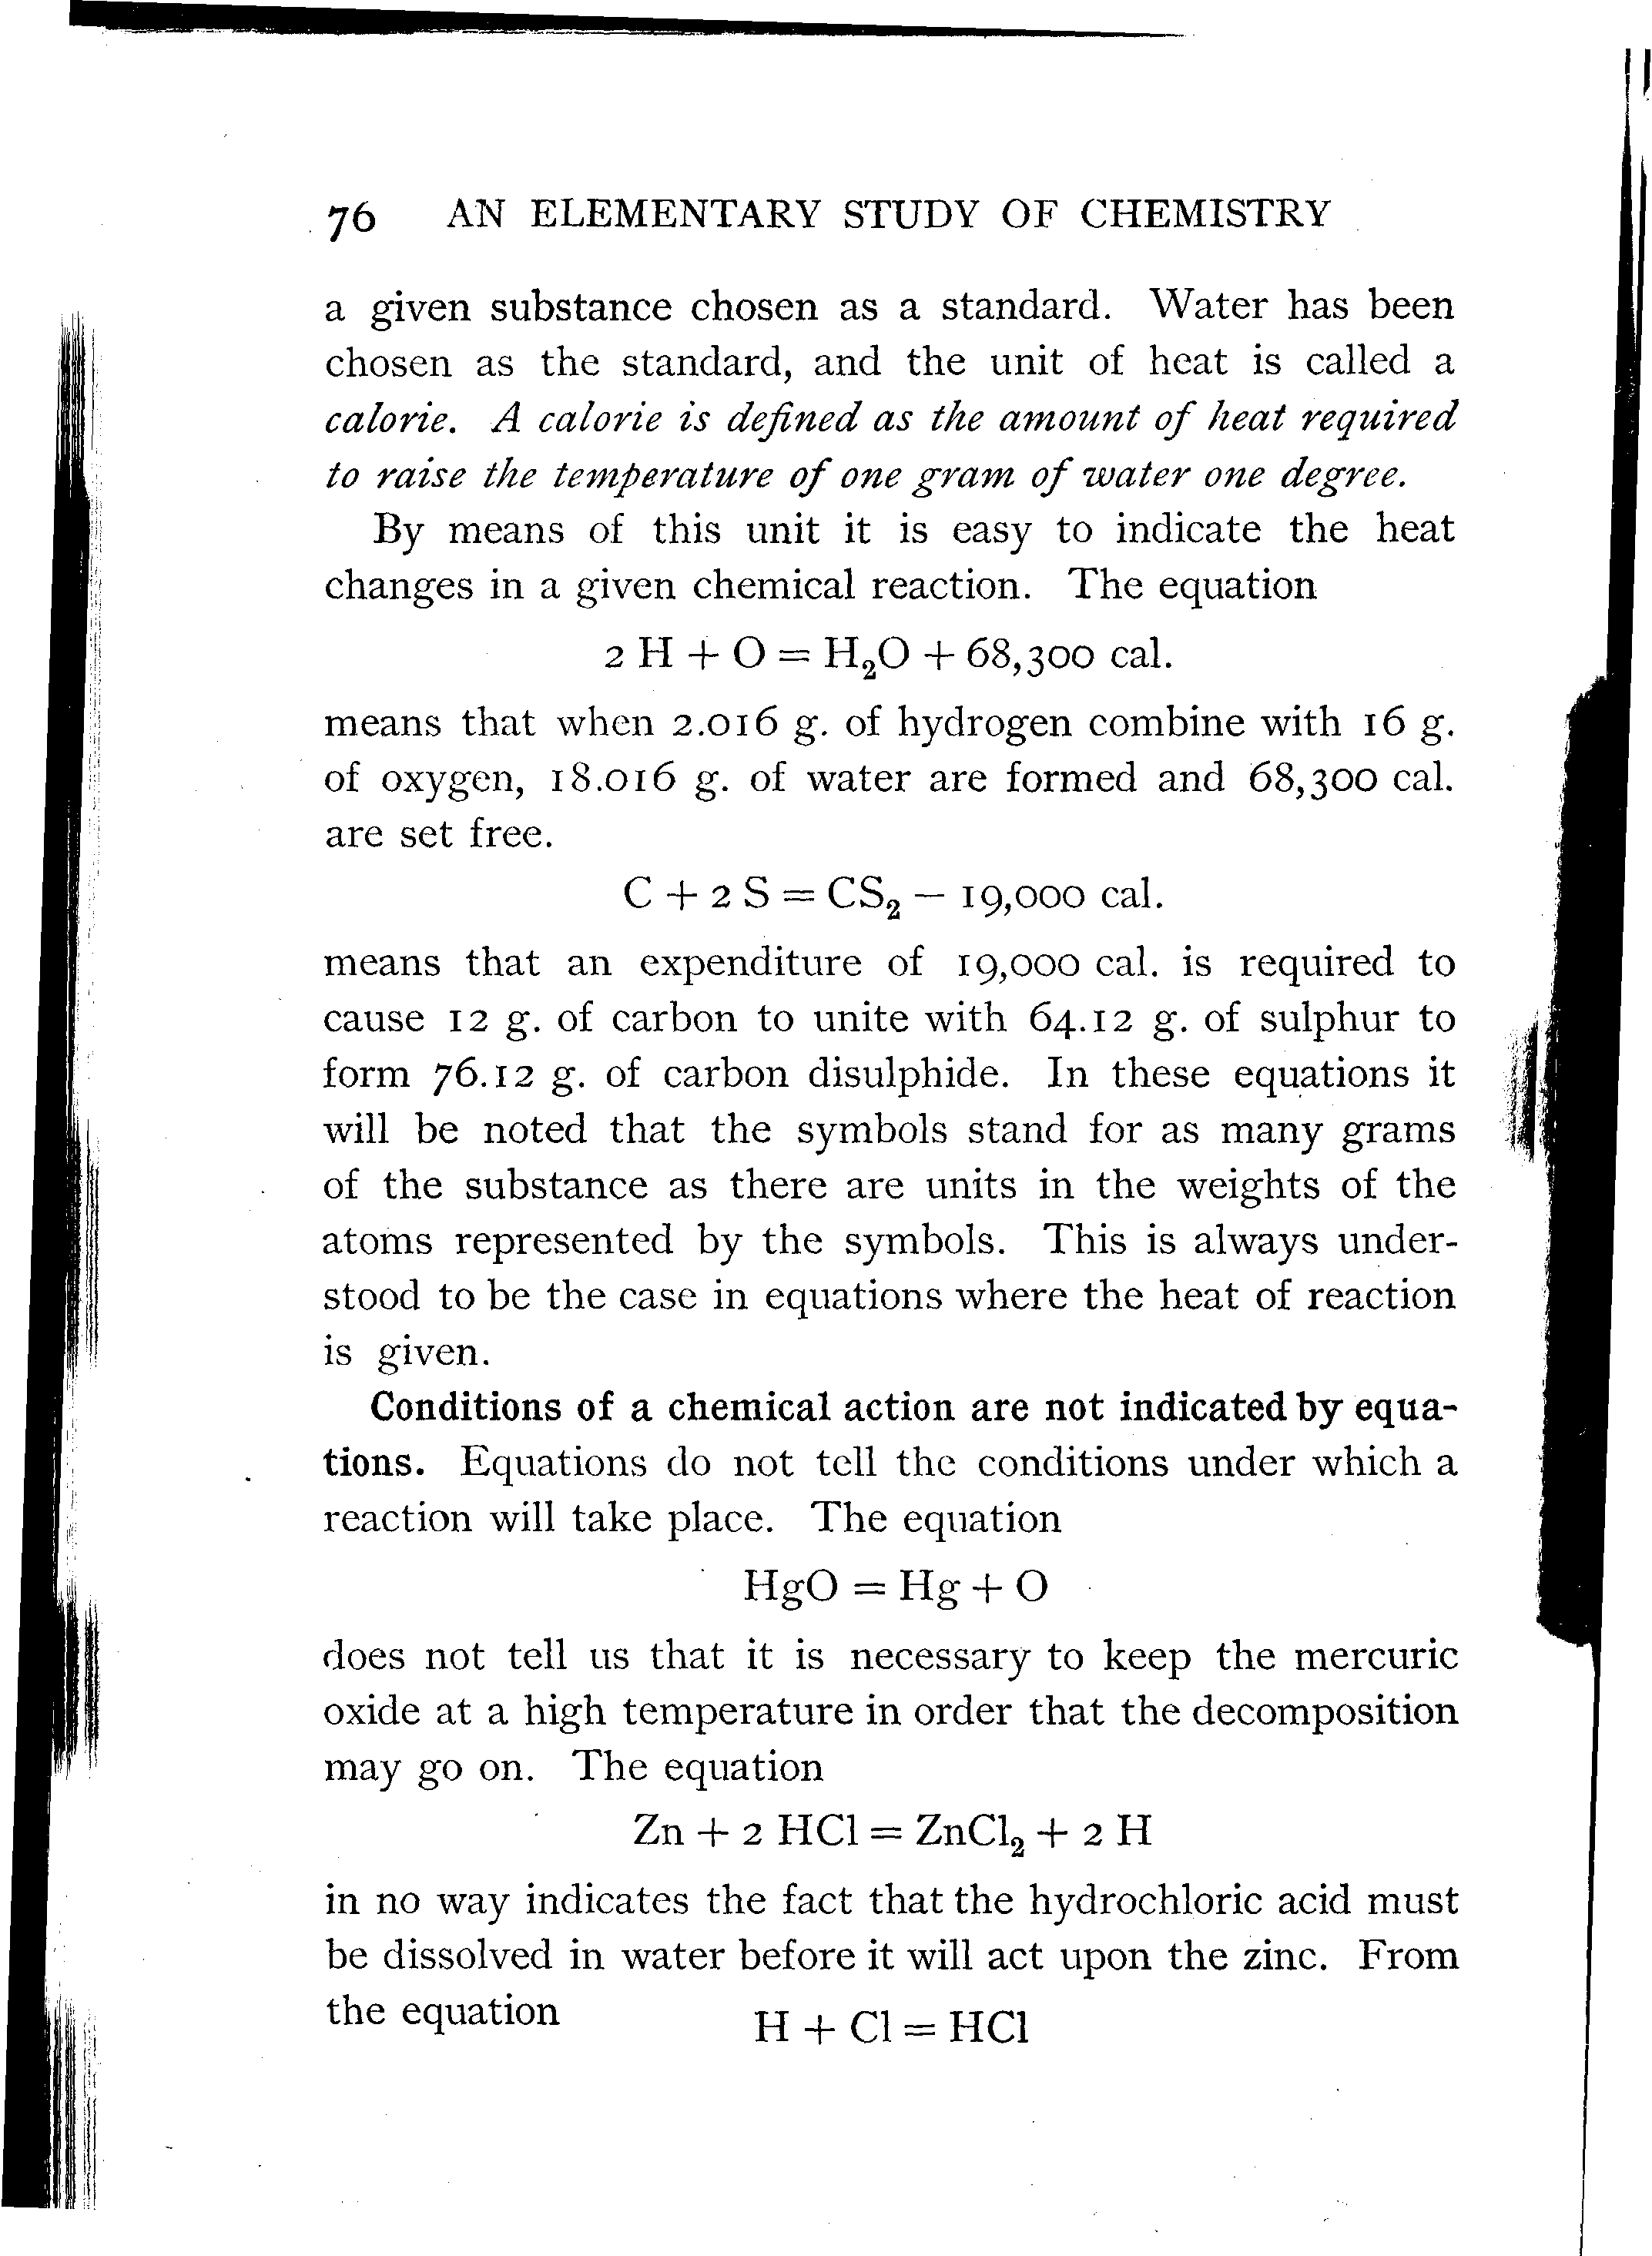 76 AN ELEMENTARY STUDY OF CHEMISTRY
a given substance chosen as a standard. Water has been
chosen as the standard, and the unit of heat is called a
calorie. A calorie is defined as the amount of heat required
to raise the temperature of one gram of water one degree.
By means of this unit it is easy to indicate the heat
changes in a given chemical reaction. The equation
2 H + O = H₂O + 68,300 cal.
means that when 2.016 g. of hydrogen combine with 16 g.
of oxygen, 18.016 g. of water are formed and 68,300 cal.
are set free.
C + 2 S = CS₂ − 19,000 cal.
means that an expenditure of 19,000 cal. is required to
cause 12 g. of carbon to unite with 64.12 g. of sulphur to
form 76.12 g. of carbon disulphide. In these equations it
will be noted that the symbols stand for as many grams
of the substance as there are units in the weights of the
atoms represented by the symbols. This is always under-
stood to be the case in equations where the heat of reaction
is given.
Conditions of a chemical action are not indicated by equa-
tions. Equations do not tell the conditions under which a
reaction will take place. The equation
HgO = Hg + O
does not tell us that it is necessary to keep the mercuric
oxide at a high temperature in order that the decomposition
may go on. The equation
Zn + 2 HCl = ZnCl₂ + 2 H
in no way indicates the fact that the hydrochloric acid must
be dissolved in water before it will act upon the zinc. From
the equation
H + Cl = HCl